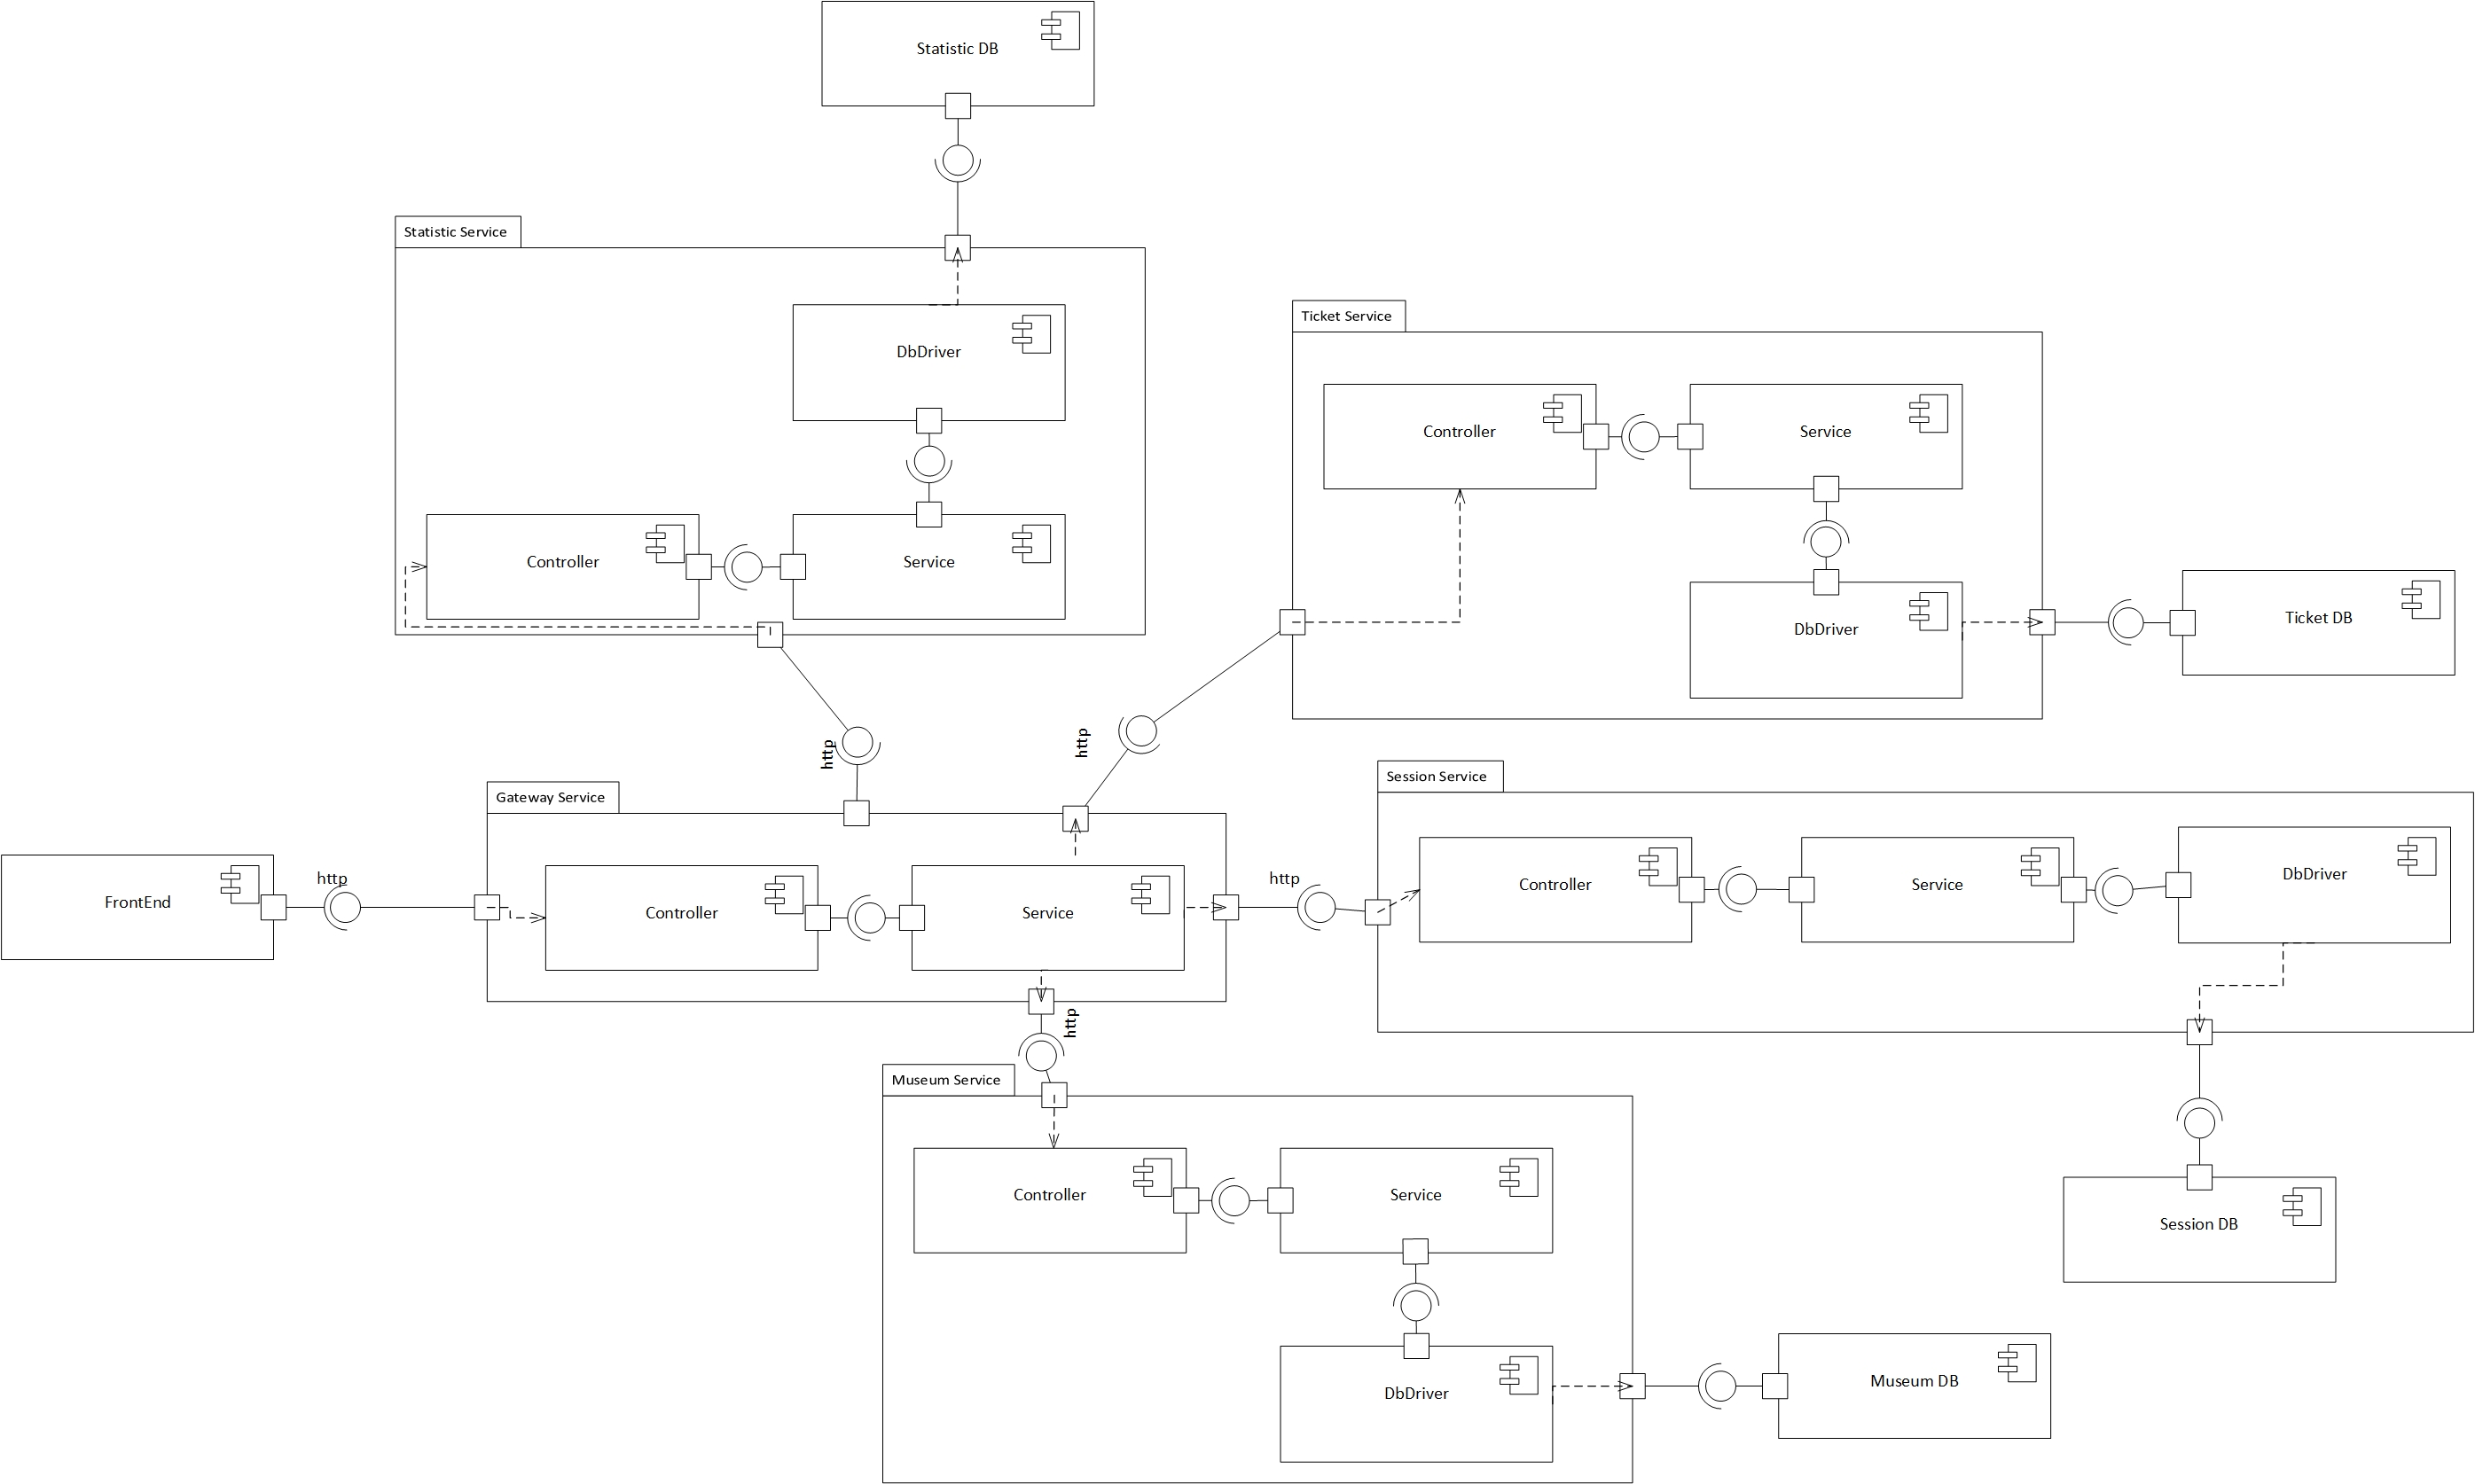 Statistic DB
Statistic Service
DbDriver
Controller
Service
Ticket Service
Controller
Service
DbDriver
Ticket DB
http
http
Gateway Service
FrontEnd
http
Controller
Service
http
http
Session Service
Controller
Service
DbDriver
Session DB
Museum Service
Controller
Service
DbDriver
Museum DB